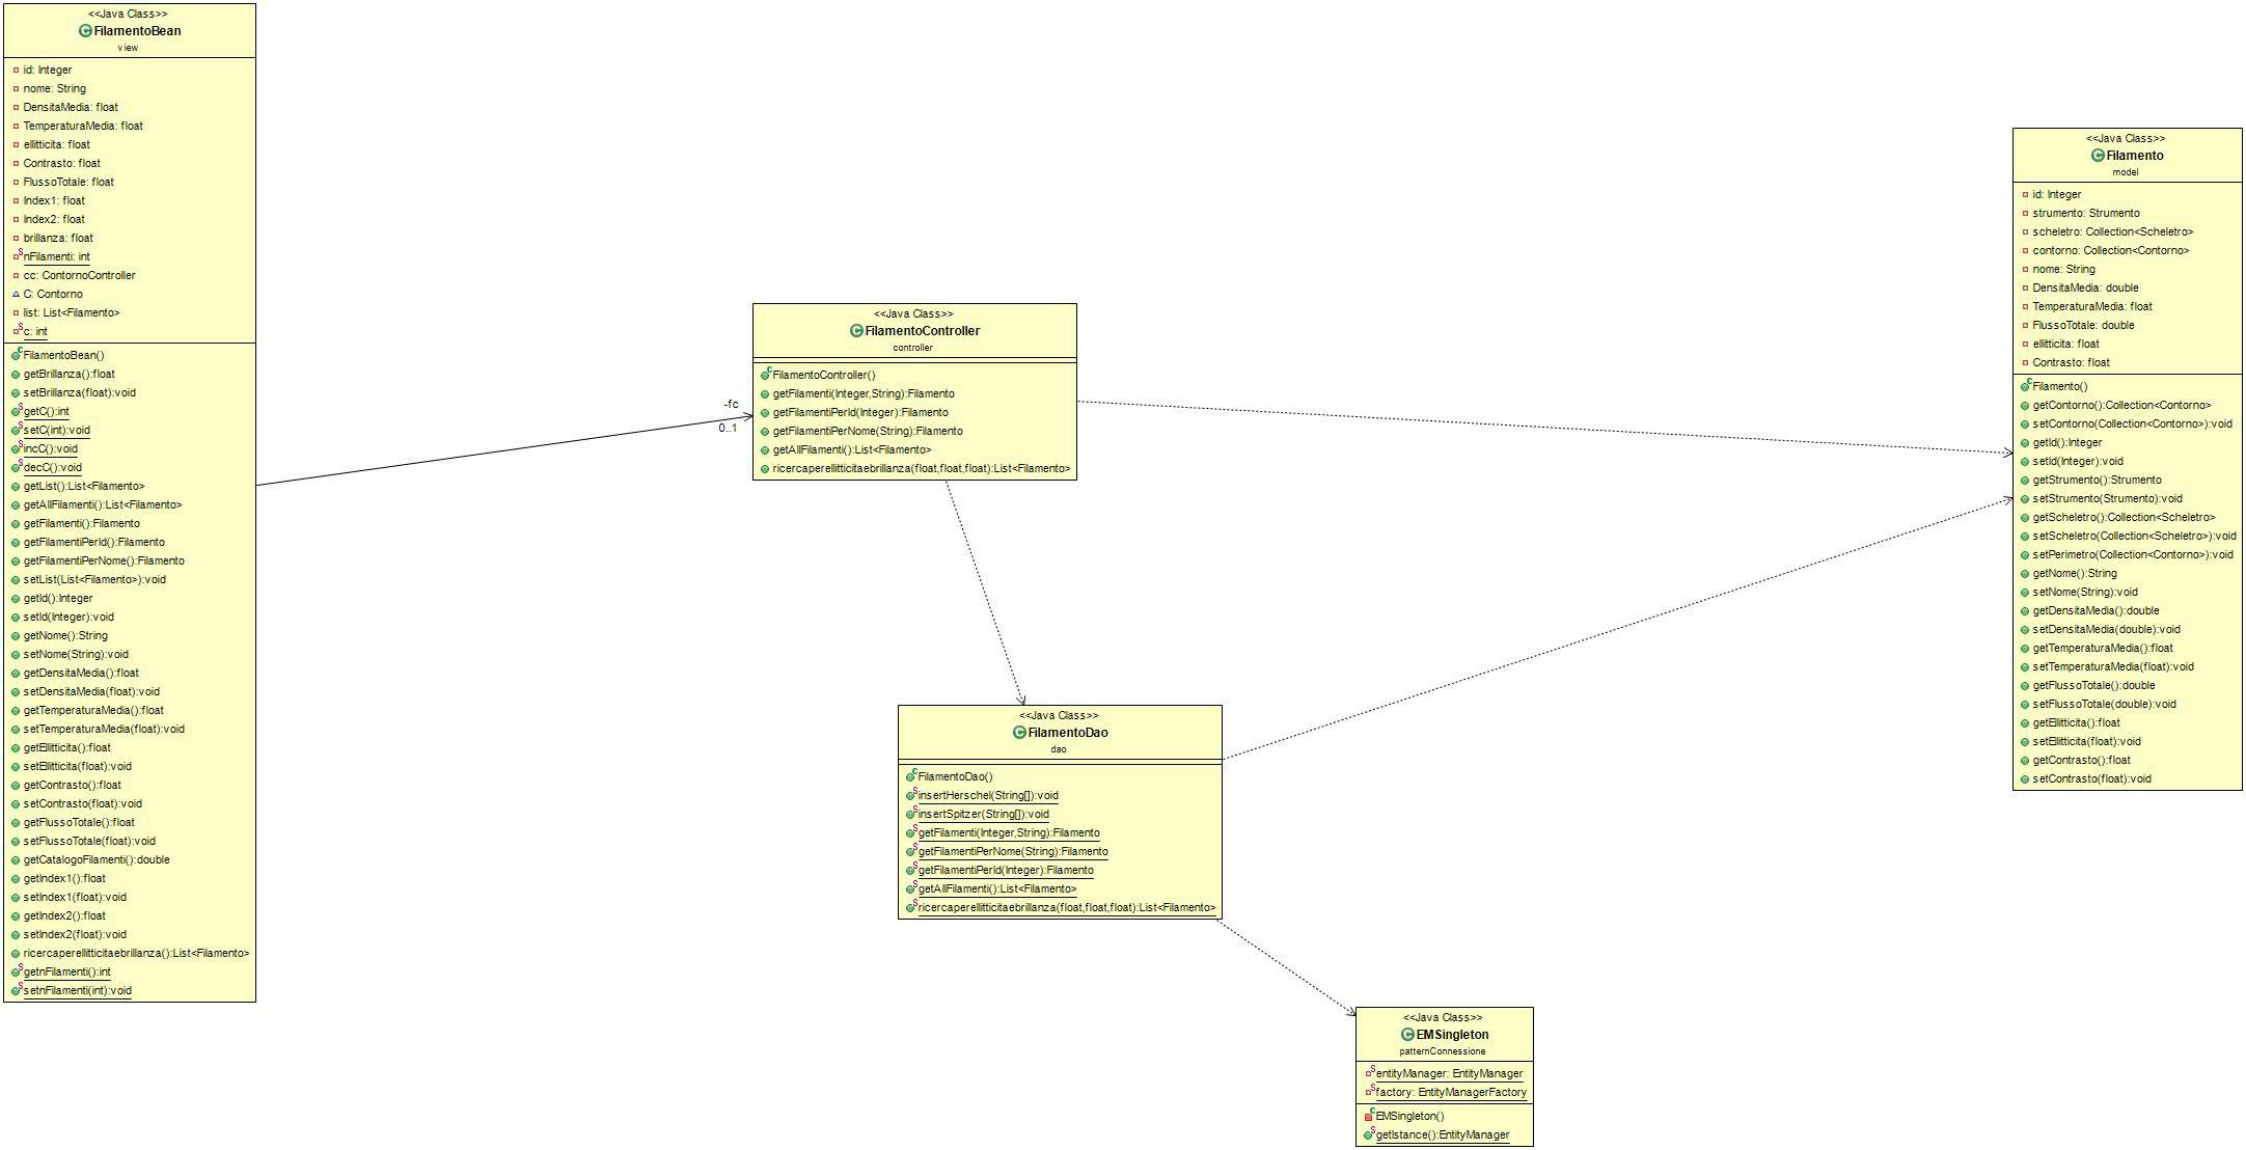 <<Java Class>>
FilamentoBean
view
id: Integer
nome: String
DensitaMedia: float
TemperaturaMedia: float
ellitticita: float
Contrasto: float
FlussoTotale: float
Index1: float
Index2: float
brillanza: float
nFilamenti: int
cc: ContornoController
C: Contorno
list: List<Filamento>
c: int
FilamentoBean()
getBrillanza():float
setBrillanza(float):void
getC():int
setC(int):void
incC():void
decC():void
getList():List<Filamento>
getAllFilamenti():List<Filamento>
getFilamenti():Filamento
getFilamentiPerId():Filamento
getFilamentiPerNome():Filamento
setList(List<Filamento>):void
getId():Integer
setId(Integer):void
getNome():String
setNome(String):void
getDensitaMedia():float
setDensitaMedia(float):void
getTemperaturaMedia():float
setTemperaturaMedia(float):void
getEllitticita():float
setEllitticita(float):void
getContrasto():float
setContrasto(float):void
getFlussoTotale():float
setFlussoTotale(float):void
getCatalogoFilamenti():double
getIndex1():float
setIndex1(float):void
getIndex2():float
setIndex2(float):void
ricercaperellitticitaebrillanza():List<Filamento>
getnFilamenti():int
setnFilamenti(int):void
-fc
0..1
<<Java Class>>
FilamentoController
controller
FilamentoController()
getFilamenti(Integer,String):Filamento
getFilamentiPerId(Integer):Filamento
getFilamentiPerNome(String):Filamento
getAllFilamenti():List<Filamento>
ricercaperellitticitaebrillanza(float,float,float):List<Filamento>
<<Java Class>>
FilamentoDao
dao
FilamentoDao()
insertHerschel(String[]):void
insertSpitzer(String[]):void
getFilamenti(Integer,String):Filamento
getFilamentiPerNome(String):Filamento
getFilamentiPerId(Integer):Filamento
getAllFilamenti():List<Filamento>
ricercaperellitticitaebrillanza(float,float,float):List<Filamento>
<<Java Class>>
EMSingleton
patternConnessione
entityManager: EntityManager
factory: EntityManagerFactory
EMSingleton()
getIstance():EntityManager
<<Java Class>>
Filamento
model
id: Integer
strumento: Strumento
scheletro: Collection<Scheletro>
contorno: Collection<Contorno>
nome: String
DensitaMedia: double
TemperaturaMedia: float
FlussoTotale: double
ellitticita: float
Contrasto: float
Filamento()
getContorno():Collection<Contorno>
setContorno(Collection<Contorno>):void
getId():Integer
setId(Integer):void
getStrumento():Strumento
setStrumento(Strumento):void
getScheletro():Collection<Scheletro>
setScheletro(Collection<Scheletro>):void
setPerimetro(Collection<Contorno>):void
getNome():String
setNome(String):void
getDensitaMedia():double
setDensitaMedia(double):void
getTemperaturaMedia():float
setTemperaturaMedia(float):void
getFlussoTotale():double
setFlussoTotale(double):void
getEllitticita():float
setEllitticita(float):void
getContrasto():float
setContrasto(float):void